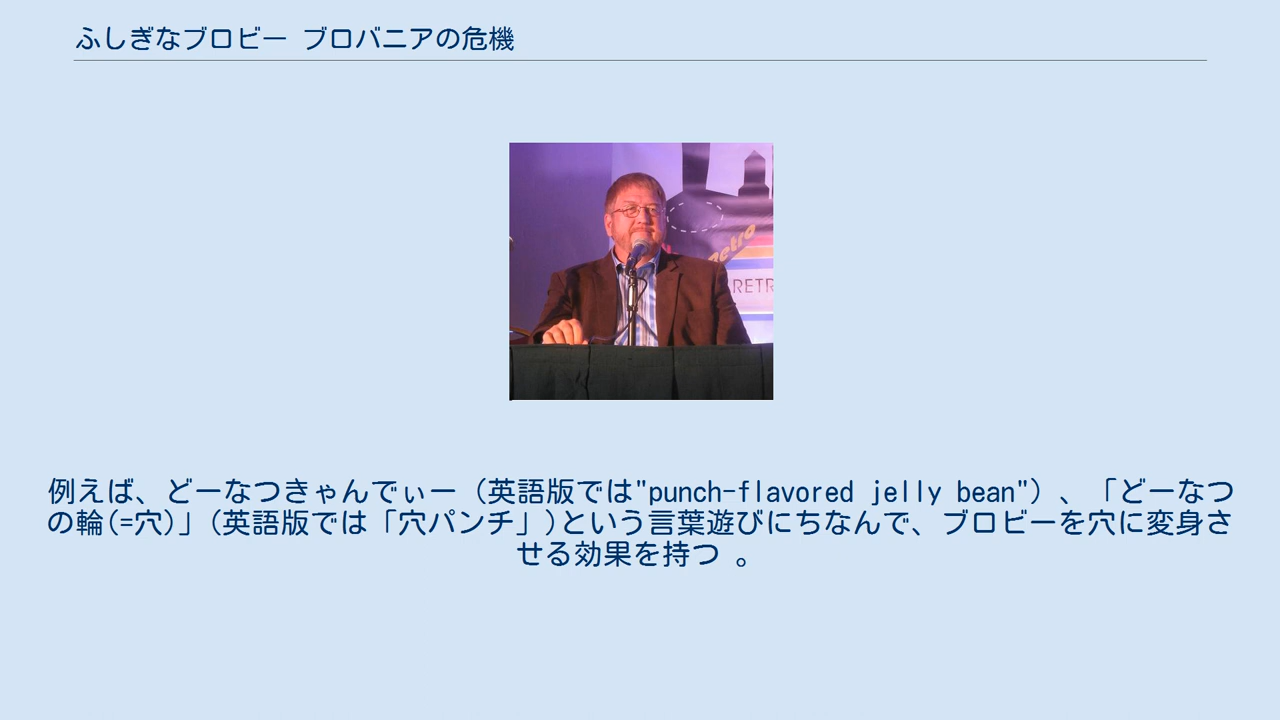 ふしぎなブロビー ブロバニアの危機
etro
RETR
例えば、どーなつきゃんでぃー（英語版では"punch-flavored jelly bean"）、「どーなつ
の輪(=穴)」(英語版では「穴パンチ」)という言葉遊びにちなんで、ブロビーを穴に変身さ
せる効果を持つ 。